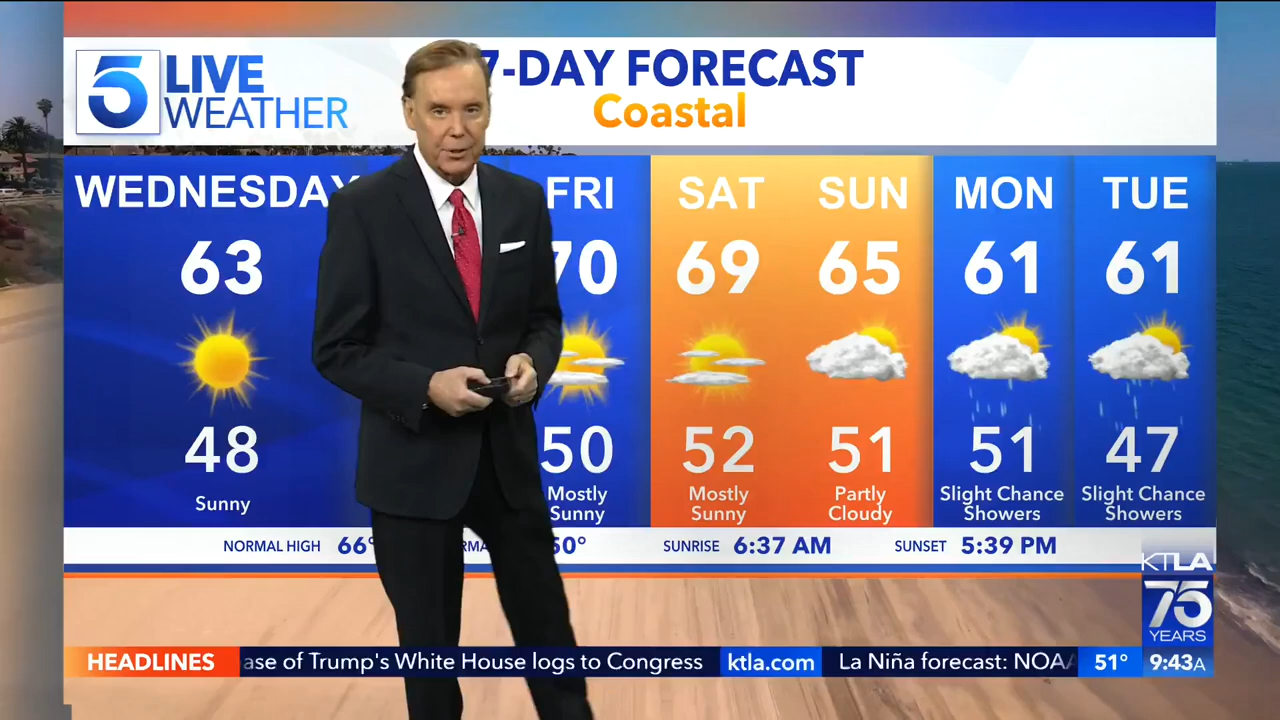 5 LIVE
WEATHER
7-DAY FORECAST
Coastal
WEDNESDAY
63
48
Sunny
FRI
70
50
Mostly
Sunny
SAT
69
52
Mostly
Sunny
SUN
65
51
Partly
Cloudy
MON
61
51
Slight Chance
Showers
TUE
61
47
Slight Chance
Showers
NORMAL HIGH 66° 50° SUNRISE 6:37 AM SUNSET 5:39 PM
KTLA
75
YEARS
HEADLINES ase of Trump's White House logs to Congress ktla.com La Niña forecast: NOAA 51° 9:43A